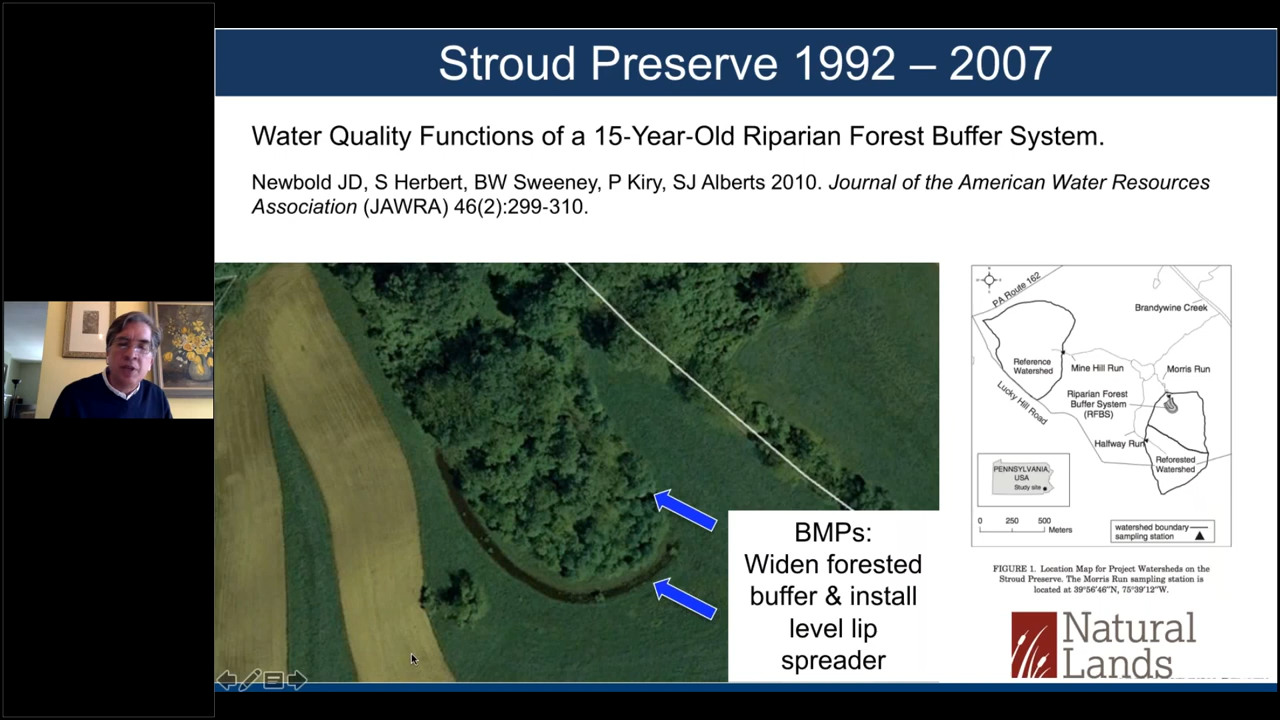 Stroud Preserve 1992 – 2007
Water Quality Functions of a 15-Year-Old Riparian Forest Buffer System.
Newbold JD, S Herbert, BW Sweeney, P Kiry, SJ Alberts 2010. Journal of the American Water Resources
Association (JAWRA) 46(2):299-310.
BMPs:
Widen forested
buffer & install
level lip
spreader
PA Route 162
Brandywine Creek
Reference
Watershed
Mine Hill Run
Morris Run
Lucky Hill Road
Riparian Forest
Buffer System
(RFBS)
Halfway Run
Reforested
Watershed
PENNSYLVANIA,
USA
Study site
0 250 500
Meters
watershed boundary
sampling station
FIGURE 1. Location Map for Project Watersheds on the
Stroud Preserve. The Morris Run sampling station is
located at 39°56′46″N, 75°39′12″W.
Natural
Lands